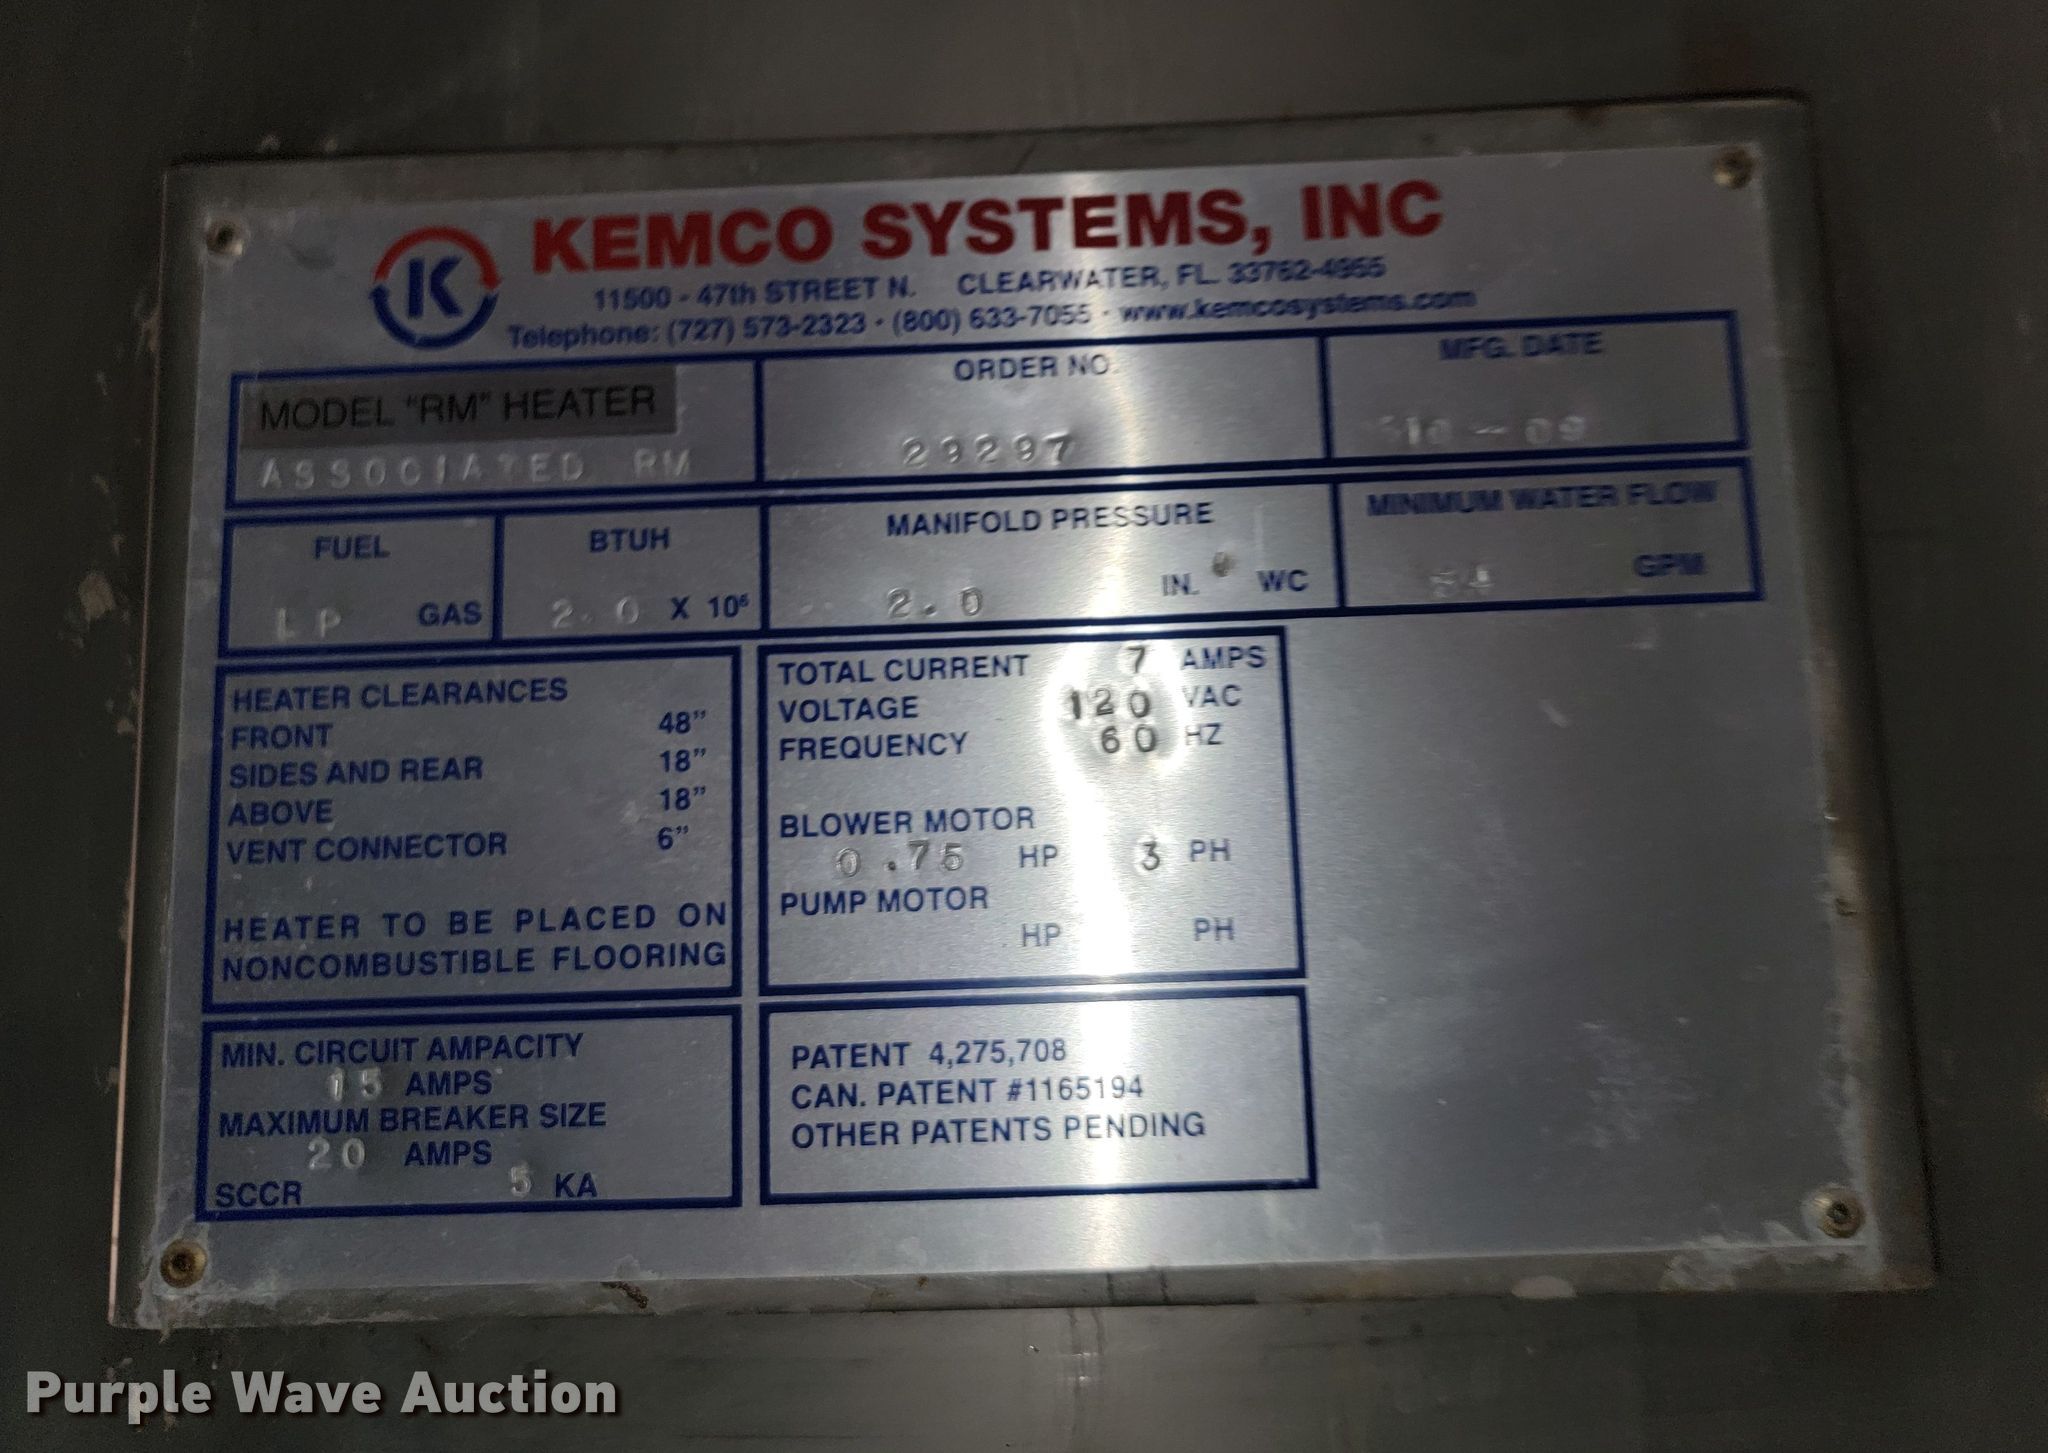 KEMCO SYSTEMS, INC
K
11500 - 47th STREET N. CLEARWATER, FL. 33762-4955
Telephone: (727) 573-2323 · (800) 633-7055 · www.kemcosystems.com
MODEL "RM" HEATER
ASSOCIATED RM
ORDER NO.
29297
MFG. DATE
10-09
FUEL
LP GAS
BTUH
2.0 X 10⁶
MANIFOLD PRESSURE
2.0 IN. WC
MINIMUM WATER FLOW
GPM
HEATER CLEARANCES
FRONT 48"
SIDES AND REAR 18"
ABOVE 18"
VENT CONNECTOR 6"
HEATER TO BE PLACED ON
NONCOMBUSTIBLE FLOORING
TOTAL CURRENT 7 AMPS
VOLTAGE 120 VAC
FREQUENCY 60 HZ
BLOWER MOTOR
0.75 HP 3 PH
PUMP MOTOR
HP PH
MIN. CIRCUIT AMPACITY
15 AMPS
MAXIMUM BREAKER SIZE
20 AMPS
SCCR 5 KA
PATENT 4,275,708
CAN. PATENT #1165194
OTHER PATENTS PENDING
Purple Wave Auction